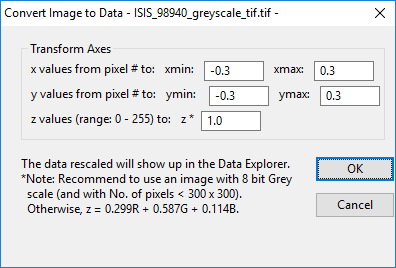 Convert Image to Data - ISIS_98940_greyscale_tif.tif -
Transform Axes
x values from pixel # to: xmin: -0.3 xmax: 0.3
y values from pixel # to: ymin: -0.3 ymax: 0.3
z values (range: 0 - 255) to: z * 1.0
The data rescaled will show up in the Data Explorer.
*Note: Recommend to use an image with 8 bit Grey
scale (and with No. of pixels < 300 x 300).
Otherwise, z = 0.299R + 0.587G + 0.114B.
OK
Cancel